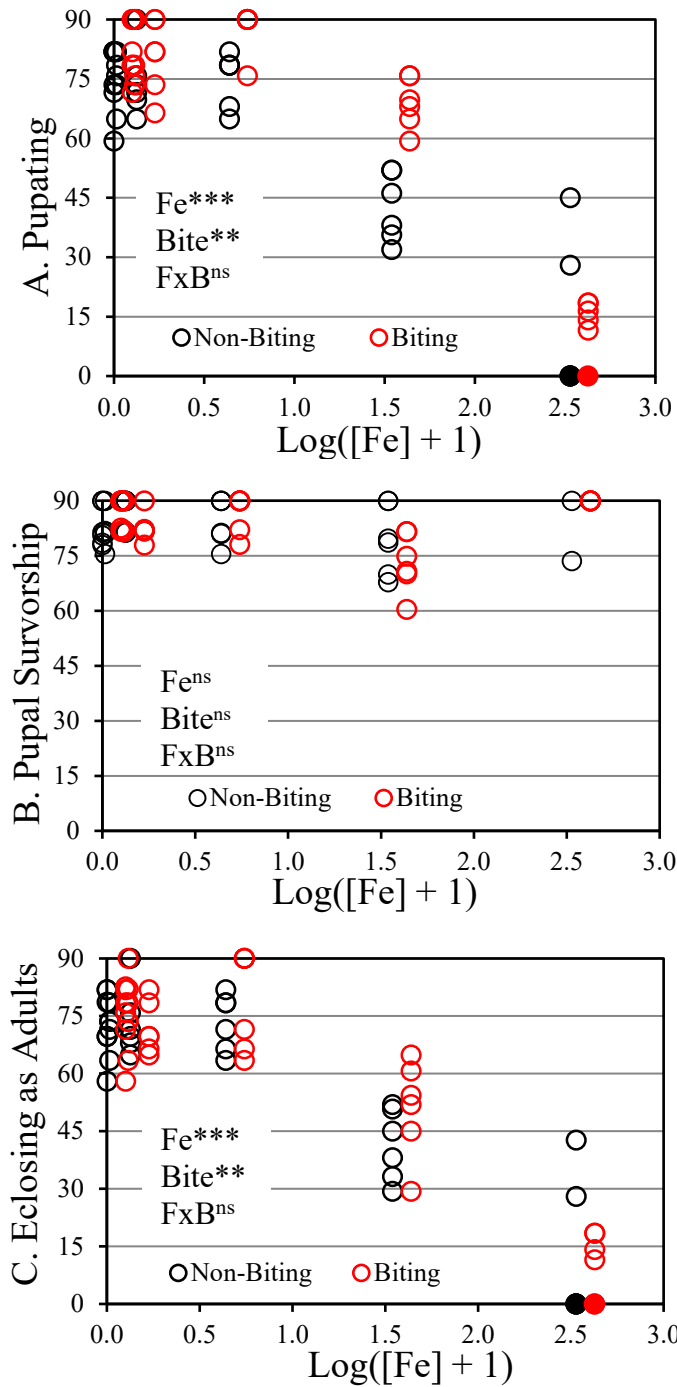 A. Pupating
90
75
60
45
30
15
0
Fe***
Bite**
FxBns
Non-Biting Biting
0.0 0.5 1.0 1.5 2.0 2.5 3.0
Log([Fe] + 1)
B. Pupal Survorship
90
75
60
45
30
15
0
Fens
Bitens
FxBns
Non-Biting Biting
0.0 0.5 1.0 1.5 2.0 2.5 3.0
Log([Fe] + 1)
C. Eclosing as Adults
90
75
60
45
30
15
0
Fe***
Bite**
FxBns
Non-Biting Biting
0.0 0.5 1.0 1.5 2.0 2.5 3.0
Log([Fe] + 1)